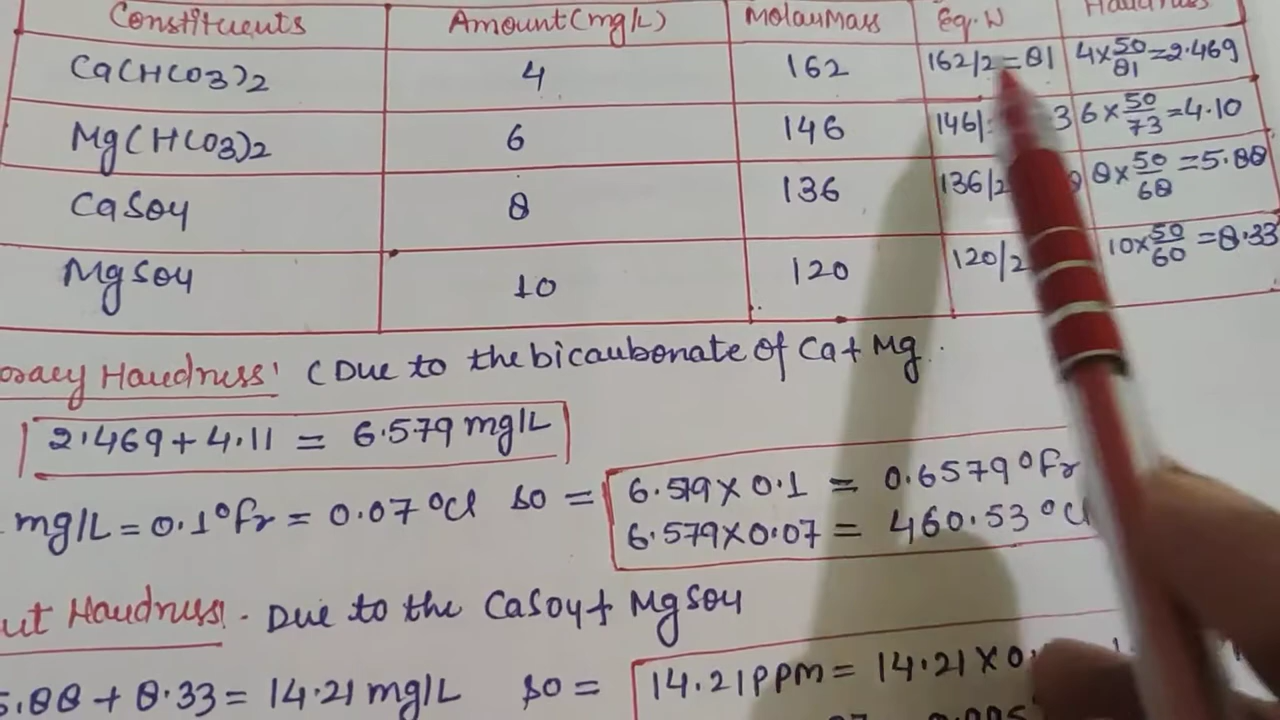 Constituents Amount(mg/L) Molar Mass Eq. W
Ca(HCO3)2 4 162 162/2=81 4×50/81=2.469
Mg(HCO3)2 6 146 146/ 3 6×50/73=4.10
CaSO4 8 136 136/2 8×50/68=5.88
MgSO4 10 120 120/2 10×50/60=8.33
orary Hardness: (Due to the bicarbonate of Ca+Mg.
2.469+4.11 = 6.579 mg/L
mg/L=0.1°Fr=0.07°Cl so = 6.579×0.1 = 0.6579°Fr
6.579×0.07= 460.53°Cl
Hardness. Due to the CaSO4+MgSO4
5.88+8.33=14.21 mg/L so = 14.21PPM= 14.21×0